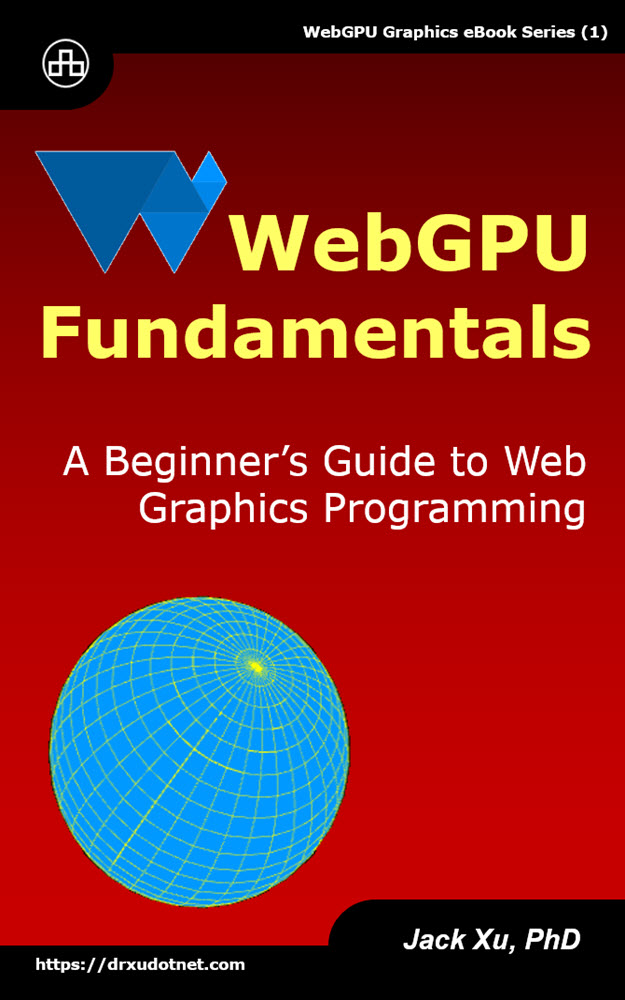 WebGPU Graphics eBook Series (1)
WebGPU
Fundamentals
A Beginner’s Guide to Web
Graphics Programming
Jack Xu, PhD
https://drxudotnet.com